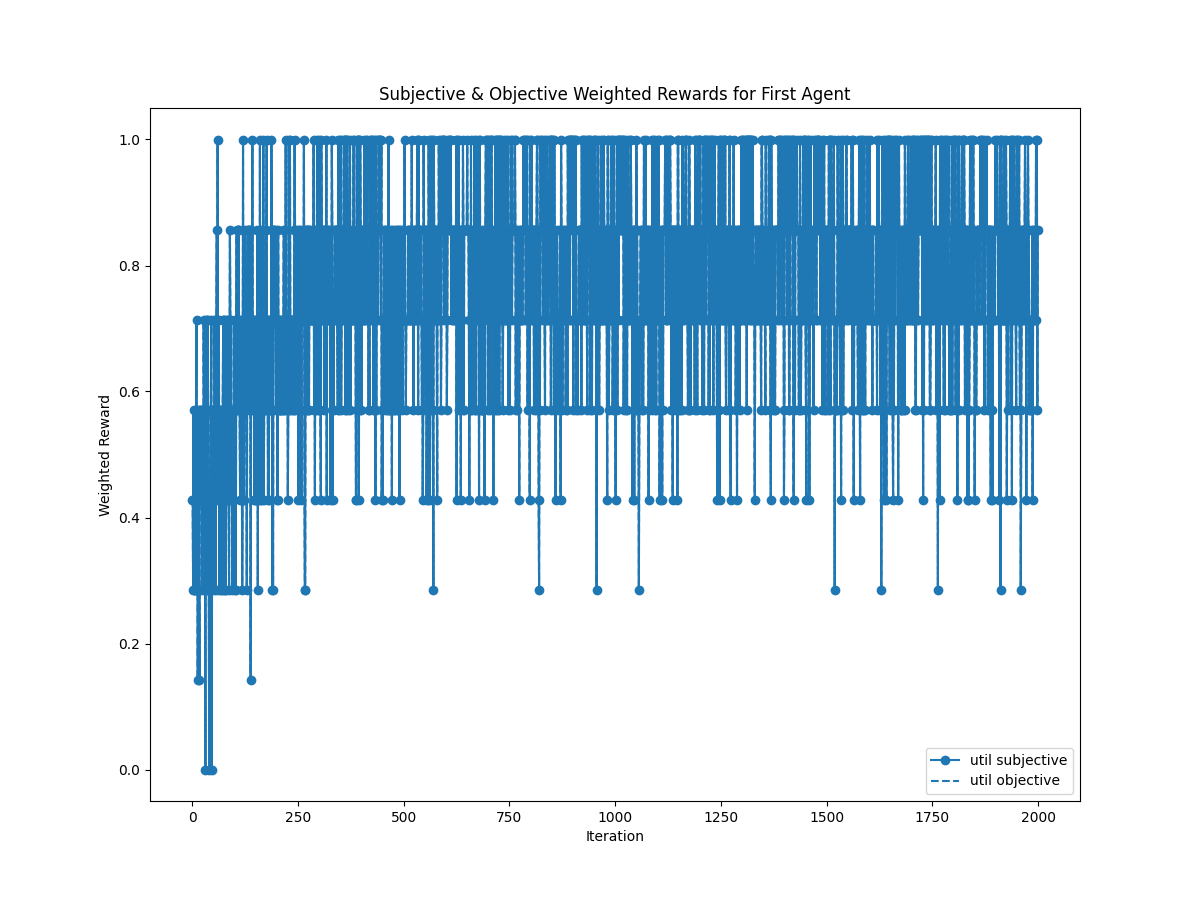 Subjective & Objective Weighted Rewards for First Agent
1.0
0.8
0.6
0.4
0.2
0.0
Weighted Reward
util subjective
util objective
0 250 500 750 1000 1250 1500 1750 2000
Iteration